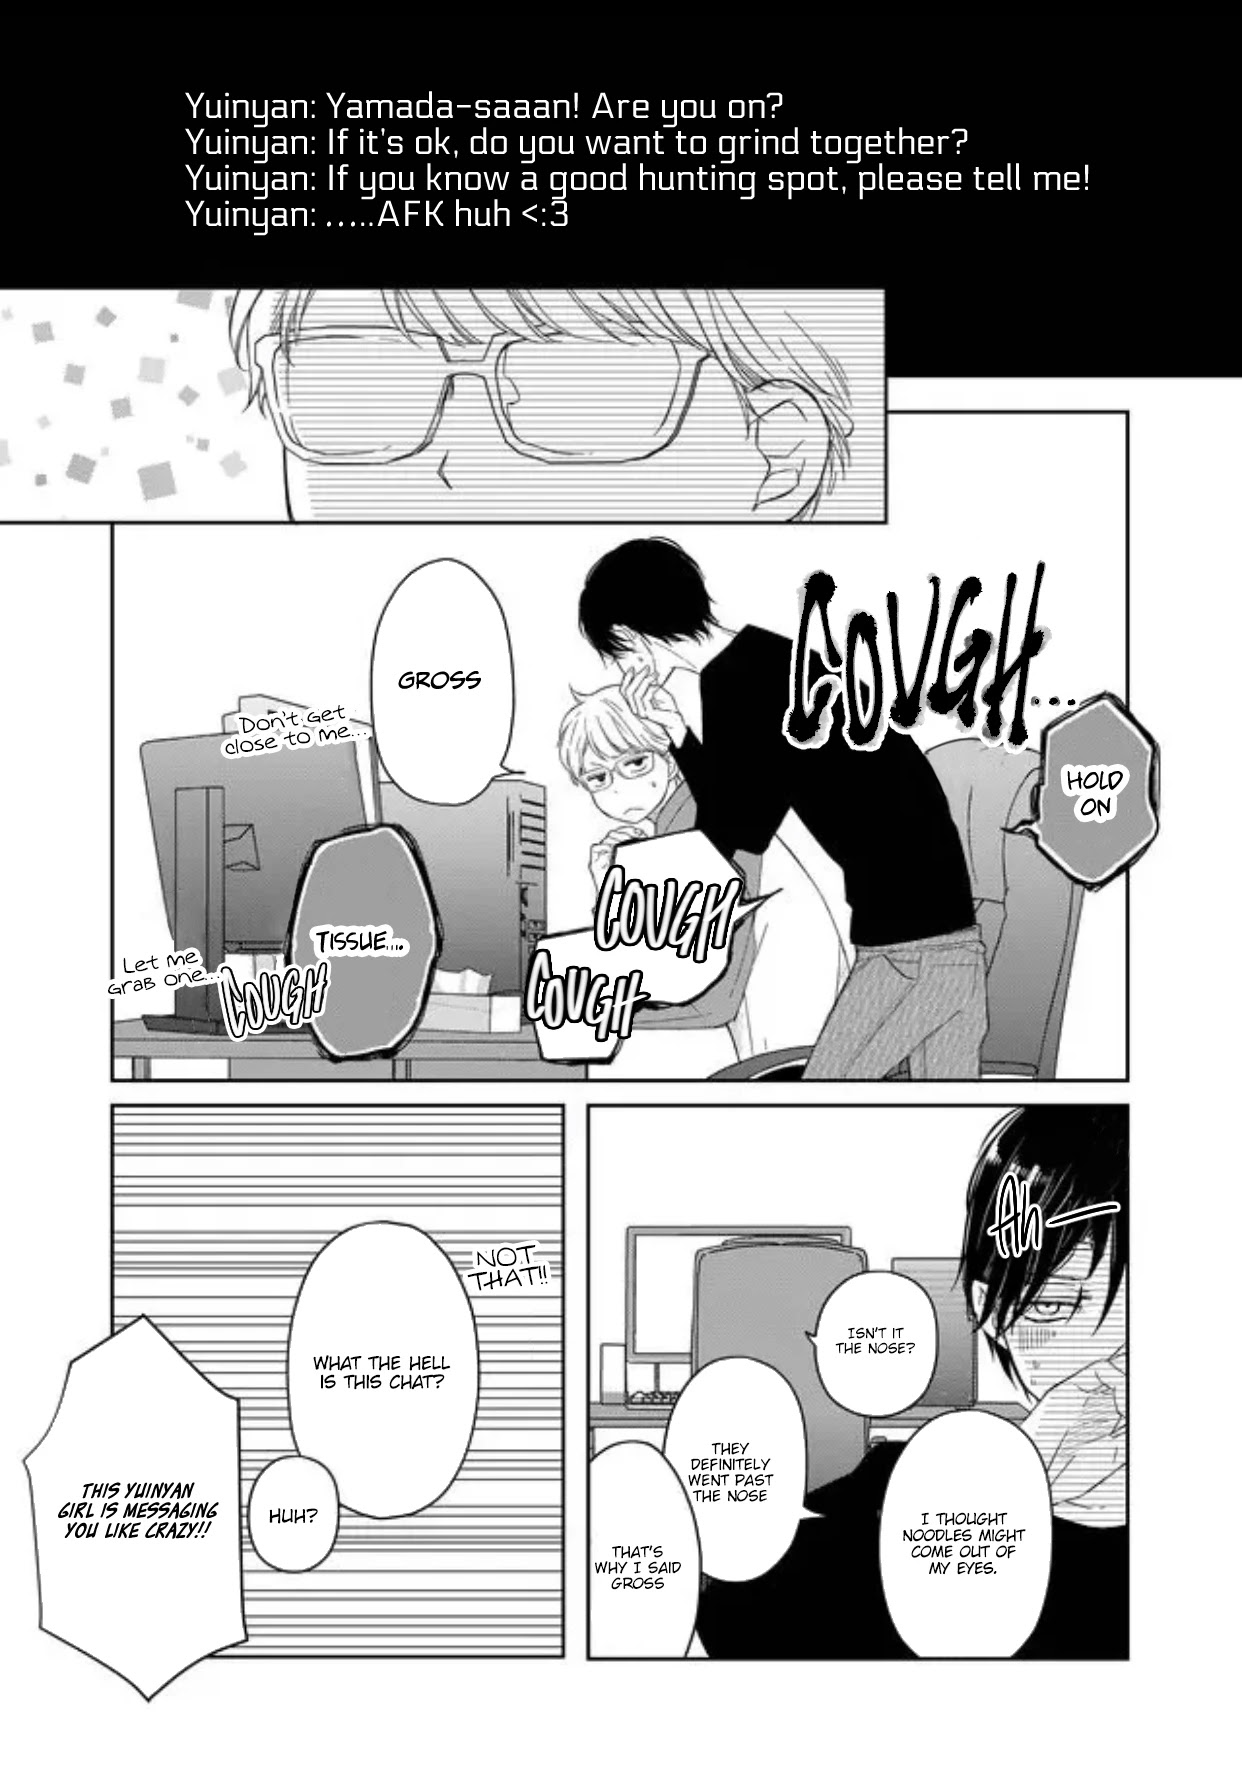 Yuinyan: Yamada-saaan! Are you on?
Yuinyan: If it's ok, do you want to grind together?
Yuinyan: If you know a good hunting spot, please tell me!
Yuinyan: .....AFK huh <:3
COUGH...
HOLD
ON
GROSS
Don't get
close to me...
COUGH
COUGH
TISSUE...
Let me
grab one...
COUGH
Ah—
ISN'T IT
THE NOSE?
I THOUGHT
NOODLES MIGHT
COME OUT OF
MY EYES.
THEY
DEFINITELY
WENT PAST
THE NOSE
THAT'S
WHY I SAID
GROSS
NOT
THAT!!
WHAT THE HELL
IS THIS CHAT?
HUH?
THIS YUINYAN
GIRL IS MESSAGING
YOU LIKE CRAZY!!